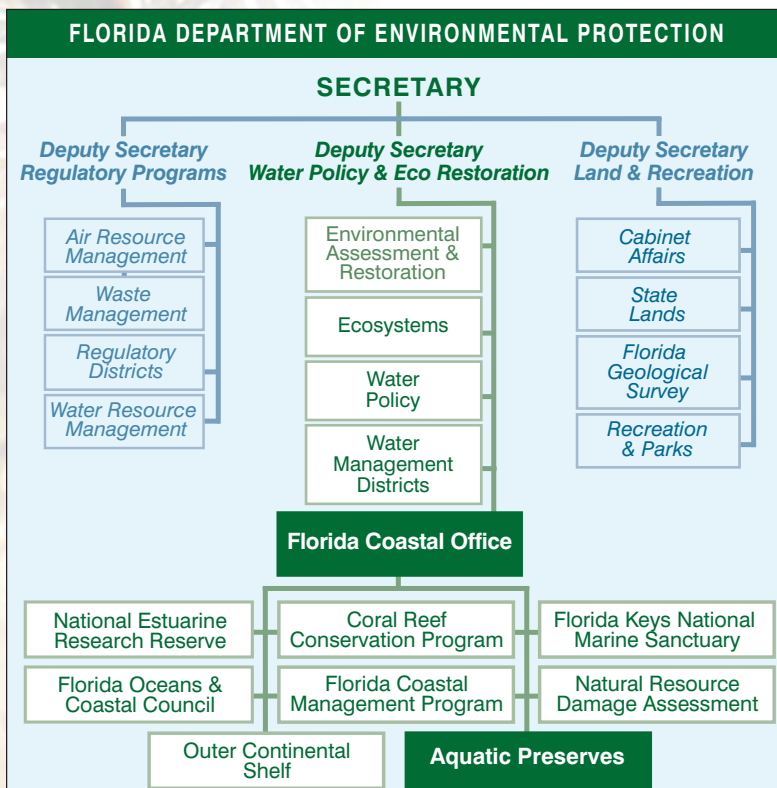 FLORIDA DEPARTMENT OF ENVIRONMENTAL PROTECTION
SECRETARY
Deputy Secretary
Regulatory Programs
Deputy Secretary
Water Policy & Eco Restoration
Deputy Secretary
Land & Recreation
Air Resource
Management
Waste
Management
Regulatory
Districts
Water Resource
Management
Environmental
Assessment &
Restoration
Ecosystems
Water
Policy
Water
Management
Districts
Cabinet
Affairs
State
Lands
Florida
Geological
Survey
Recreation
& Parks
Florida Coastal Office
National Estuarine
Research Reserve
Coral Reef
Conservation Program
Florida Keys National
Marine Sanctuary
Florida Oceans &
Coastal Council
Florida Coastal
Management Program
Natural Resource
Damage Assessment
Outer Continental
Shelf
Aquatic Preserves